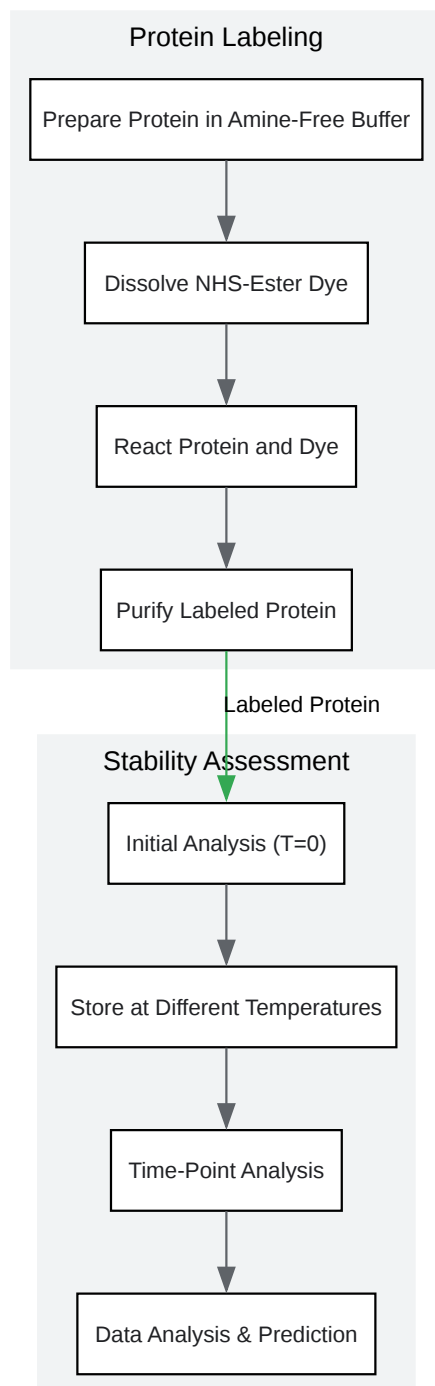 Protein Labeling
Prepare Protein in Amine-Free Buffer
Dissolve NHS-Ester Dye
React Protein and Dye
Purify Labeled Protein
Labeled Protein
Stability Assessment
Initial Analysis (T=0)
Store at Different Temperatures
Time-Point Analysis
Data Analysis & Prediction